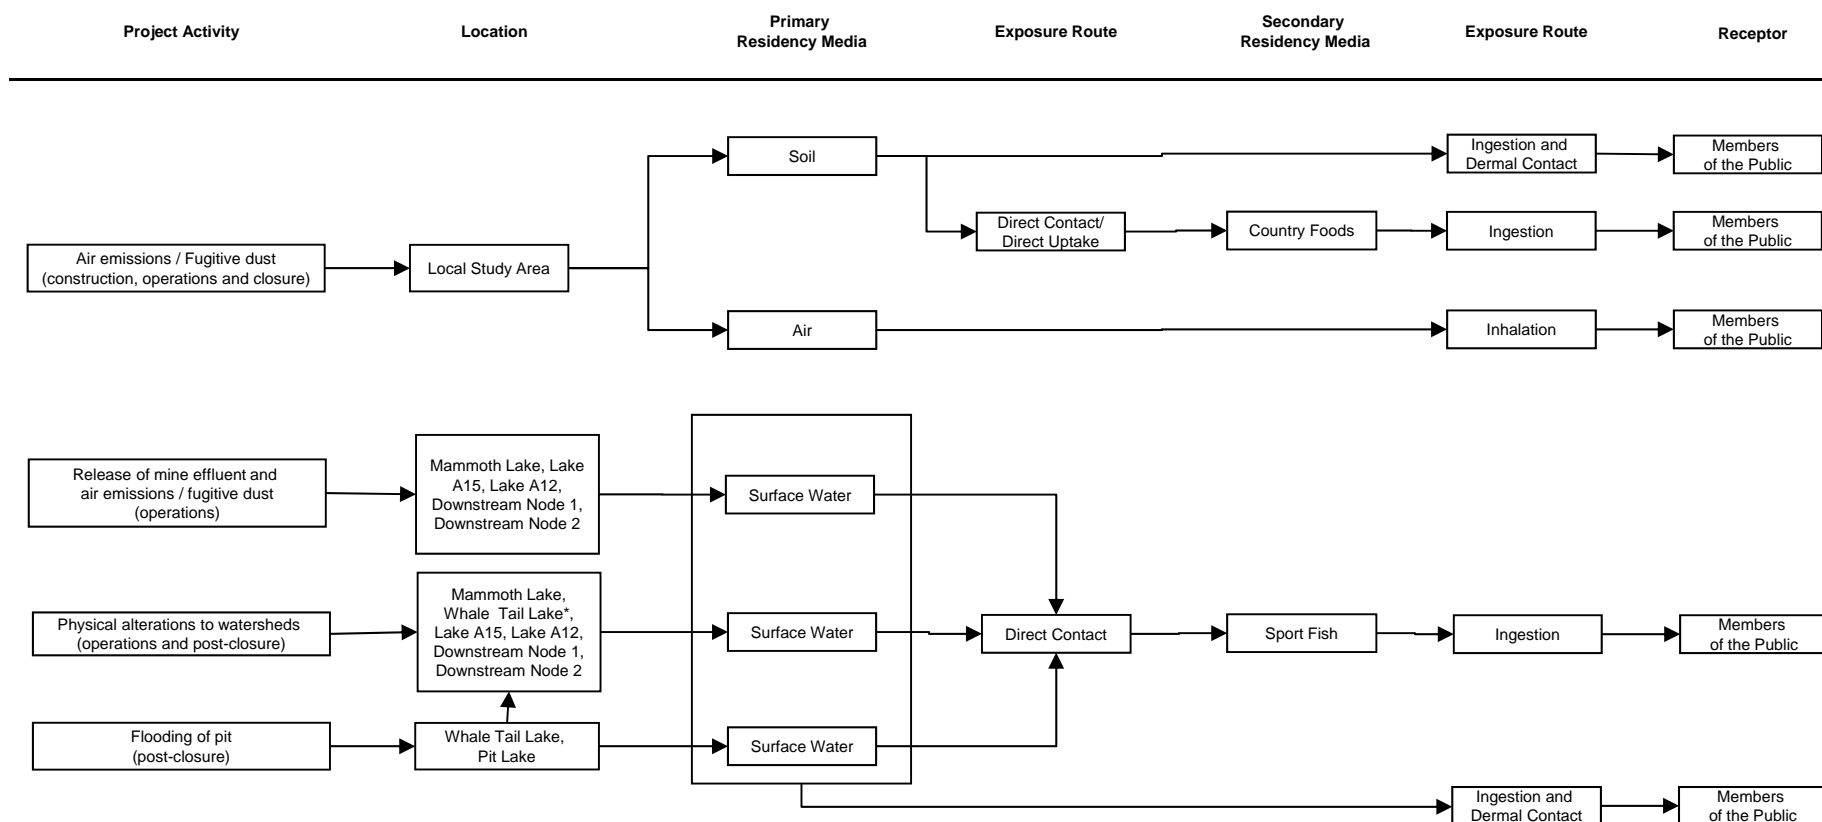 Project Activity
Location
Primary
Residency Media
Exposure Route
Secondary
Residency Media
Exposure Route
Receptor
Soil
Ingestion and
Dermal Contact
Members
of the Public
Direct Contact/
Direct Uptake
Country Foods
Ingestion
Members
of the Public
Air emissions / Fugitive dust
(construction, operations and closure)
Local Study Area
Air
Inhalation
Members
of the Public
Release of mine effluent and
air emissions / fugitive dust
(operations)
Mammoth Lake, Lake
A15, Lake A12,
Downstream Node 1,
Downstream Node 2
Surface Water
Physical alterations to watersheds
(operations and post-closure)
Mammoth Lake,
Whale Tail Lake*,
Lake A15, Lake A12,
Downstream Node 1,
Downstream Node 2
Surface Water
Direct Contact
Sport Fish
Ingestion
Members
of the Public
Flooding of pit
(post-closure)
Whale Tail Lake,
Pit Lake
Surface Water
Ingestion and
Dermal Contact
Members
of the Public